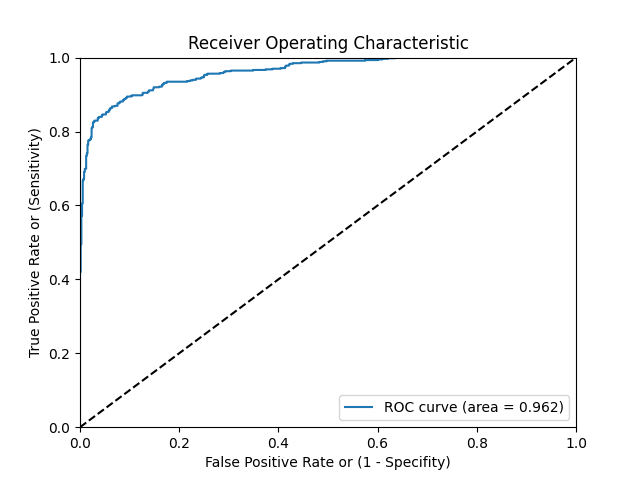 Receiver Operating Characteristic
1.0
0.8
0.6
0.4
0.2
0.0
True Positive Rate or (Sensitivity)
ROC curve (area = 0.962)
0.0 0.2 0.4 0.6 0.8 1.0
False Positive Rate or (1 - Specifity)